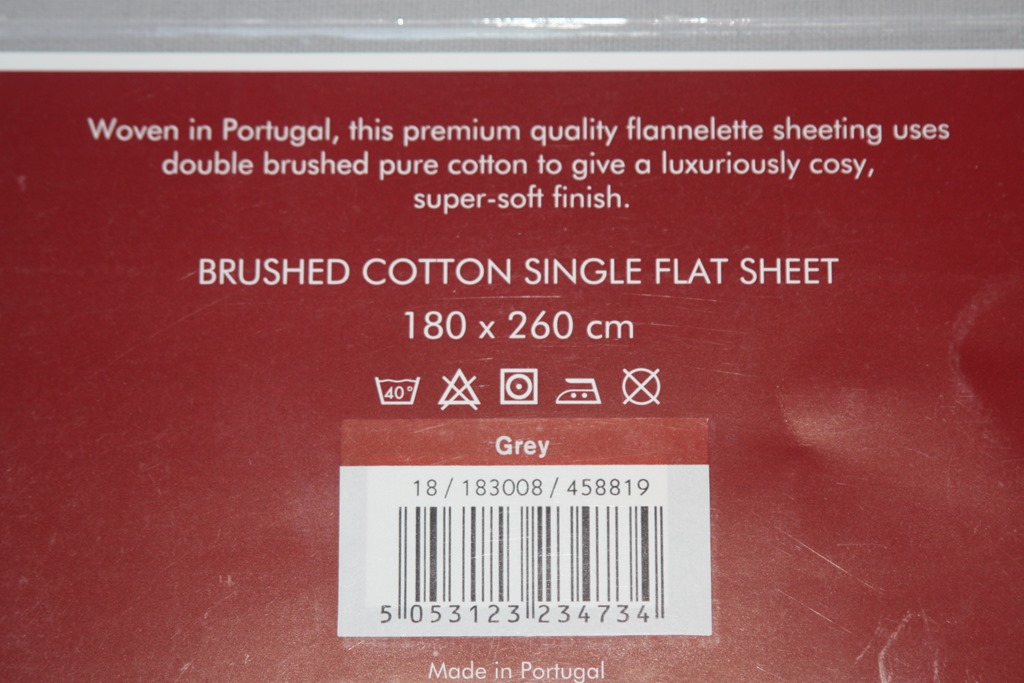 Woven in Portugal, this premium quality flannelette sheeting uses
double brushed pure cotton to give a luxuriously cosy,
super-soft finish.
BRUSHED COTTON SINGLE FLAT SHEET
180 x 260 cm
40°
Grey
18 / 183008 / 458819
5 053123 234734
Made in Portugal